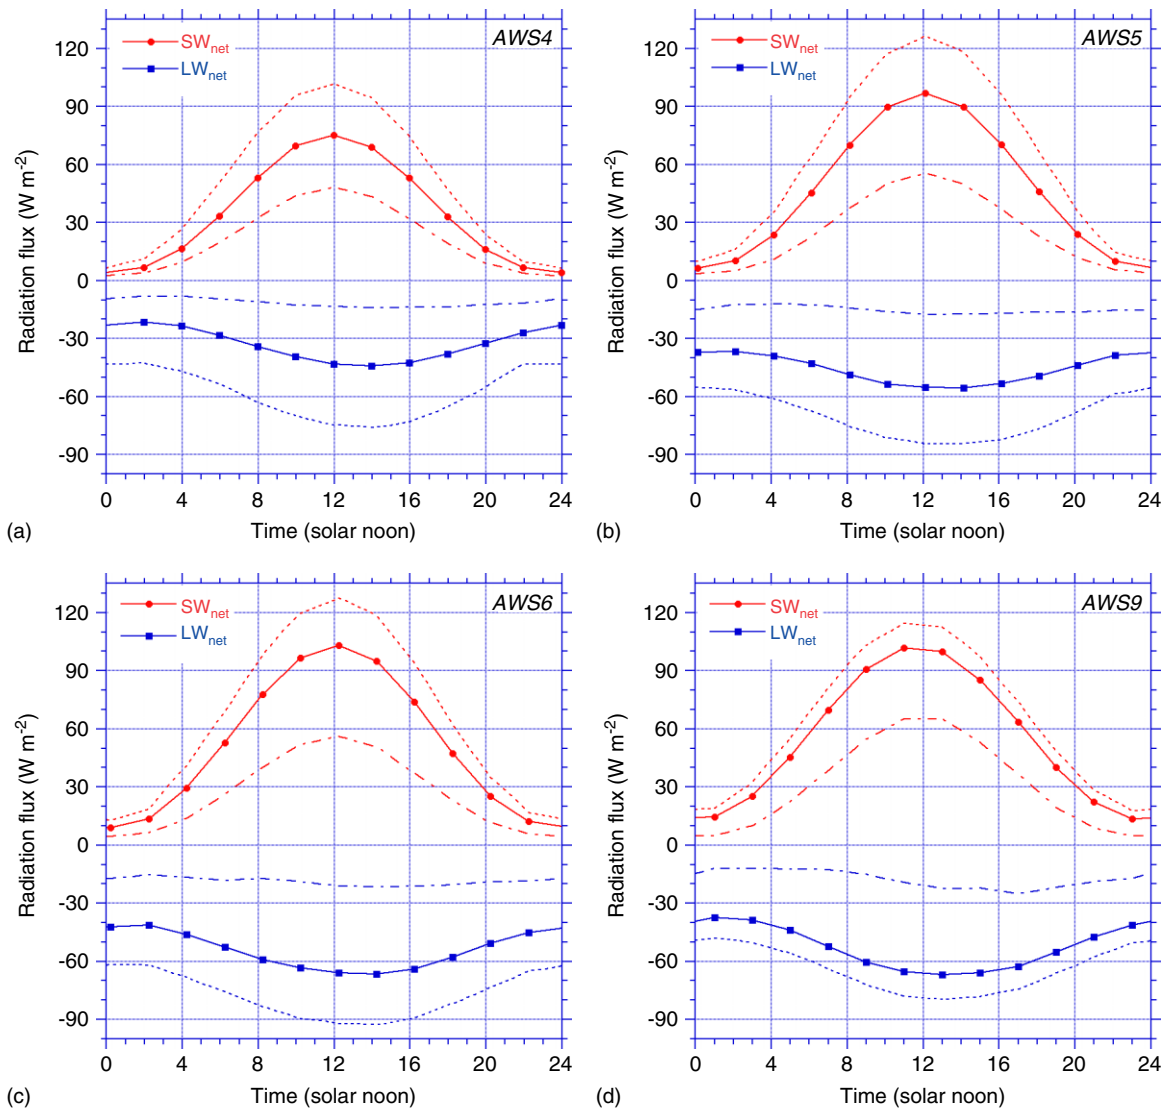 AWS4
SWnet
LWnet
120
90
60
30
0
-30
-60
-90
Radiation flux (W m-2)
0 4 8 12 16 20 24
Time (solar noon)
(a)
AWS5
SWnet
LWnet
120
90
60
30
0
-30
-60
-90
Radiation flux (W m-2)
0 4 8 12 16 20 24
Time (solar noon)
(b)
AWS6
SWnet
LWnet
120
90
60
30
0
-30
-60
-90
Radiation flux (W m-2)
0 4 8 12 16 20 24
Time (solar noon)
(c)
AWS9
SWnet
LWnet
120
90
60
30
0
-30
-60
-90
Radiation flux (W m-2)
0 4 8 12 16 20 24
Time (solar noon)
(d)